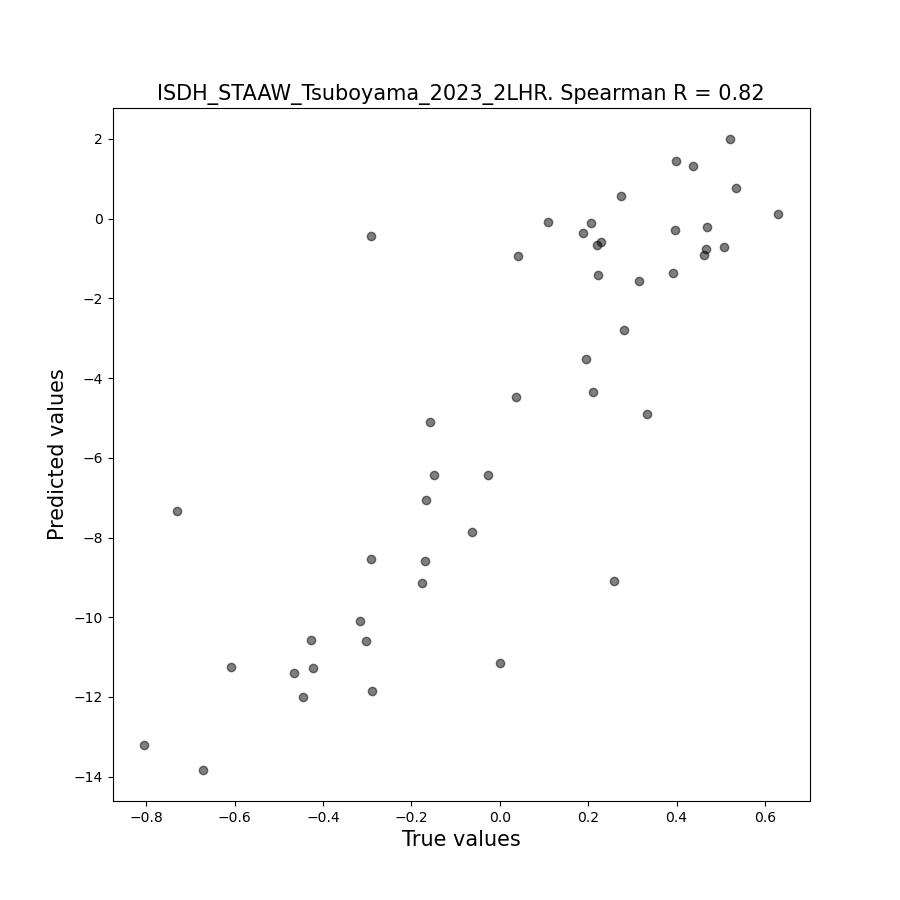 ISDH_STAAW_Tsuboyama_2023_2LHR. Spearman R = 0.82
2
0
−2
−4
−6
−8
−10
−12
−14
Predicted values
−0.8 −0.6 −0.4 −0.2 0.0 0.2 0.4 0.6
True values